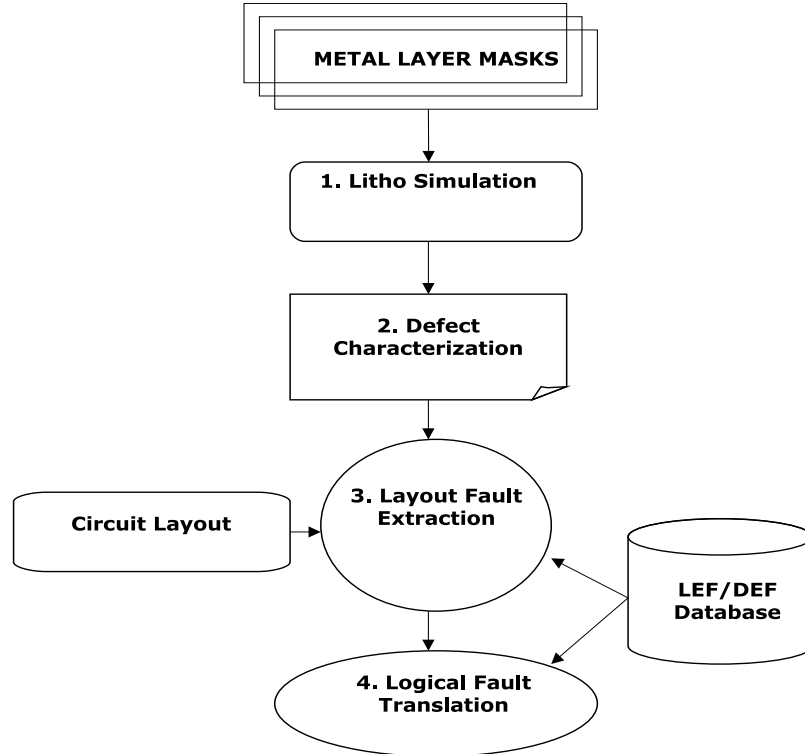 METAL LAYER MASKS
1. Litho Simulation
2. Defect
Characterization
3. Layout Fault
Extraction
Circuit Layout
LEF/DEF
Database
4. Logical Fault
Translation